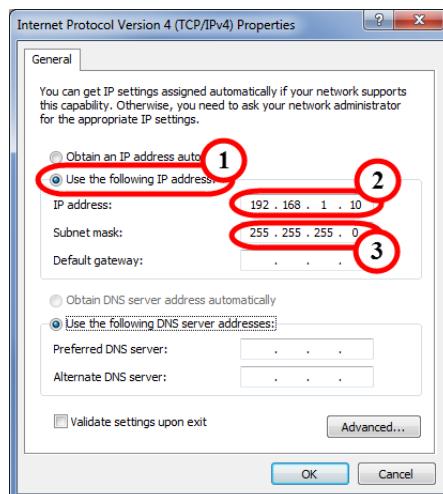 Internet Protocol Version 4 (TCP/IPv4) Properties
?
X
General
You can get IP settings assigned automatically if your network supports
this capability. Otherwise, you need to ask your network administrator
for the appropriate IP settings.
Obtain an IP address auto
1
Use the following IP address:
2
IP address:
192 . 168 . 1 . 10
Subnet mask:
255 . 255 . 255 . 0
3
Default gateway:
. . .
Obtain DNS server address automatically
Use the following DNS server addresses:
Preferred DNS server:
. . .
Alternate DNS server:
. . .
Validate settings upon exit
Advanced...
OK
Cancel